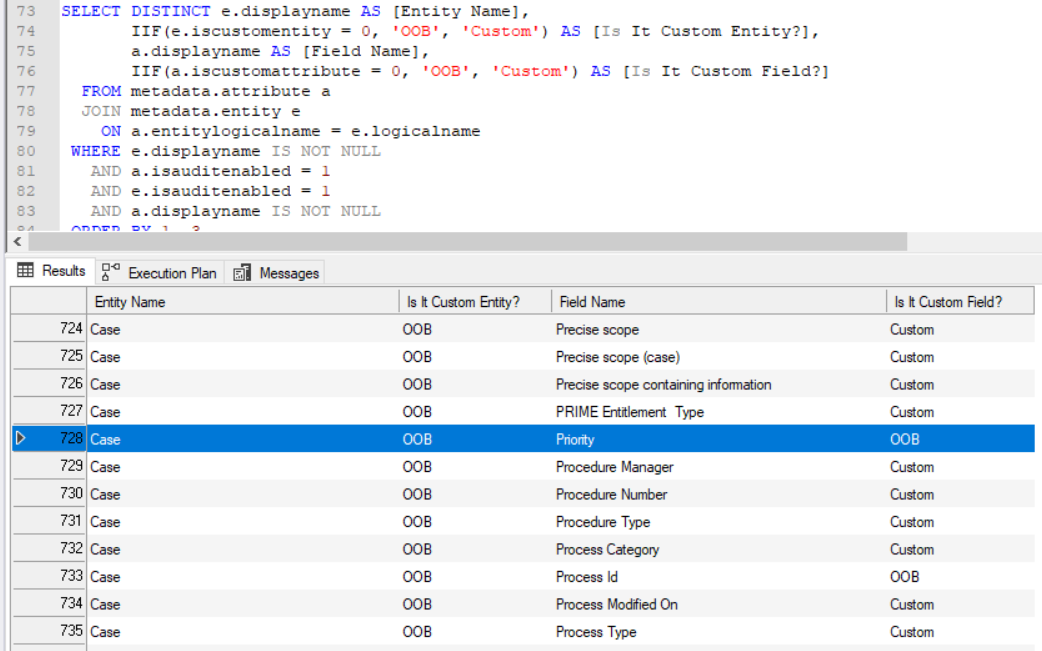 73 SELECT DISTINCT e.displayname AS [Entity Name],
74 IIF(e.iscustomentity = 0, 'OOB', 'Custom') AS [Is It Custom Entity?],
75 a.displayname AS [Field Name],
76 IIF(a.iscustomattribute = 0, 'OOB', 'Custom') AS [Is It Custom Field?]
77 FROM metadata.attribute a
78 JOIN metadata.entity e
79 ON a.entitylogicalname = e.logicalname
80 WHERE e.displayname IS NOT NULL
81 AND a.isauditenabled = 1
82 AND e.isauditenabled = 1
83 AND a.displayname IS NOT NULL
84 ORDER BY 1, 3
Results Execution Plan Messages
Entity Name Is It Custom Entity? Field Name Is It Custom Field?
724 Case OOB Precise scope Custom
725 Case OOB Precise scope (case) Custom
726 Case OOB Precise scope containing information Custom
727 Case OOB PRIME Entitlement  Type Custom
728 Case OOB Priority OOB
729 Case OOB Procedure Manager Custom
730 Case OOB Procedure Number Custom
731 Case OOB Procedure Type Custom
732 Case OOB Process Category Custom
733 Case OOB Process Id OOB
734 Case OOB Process Modified On Custom
735 Case OOB Process Type Custom